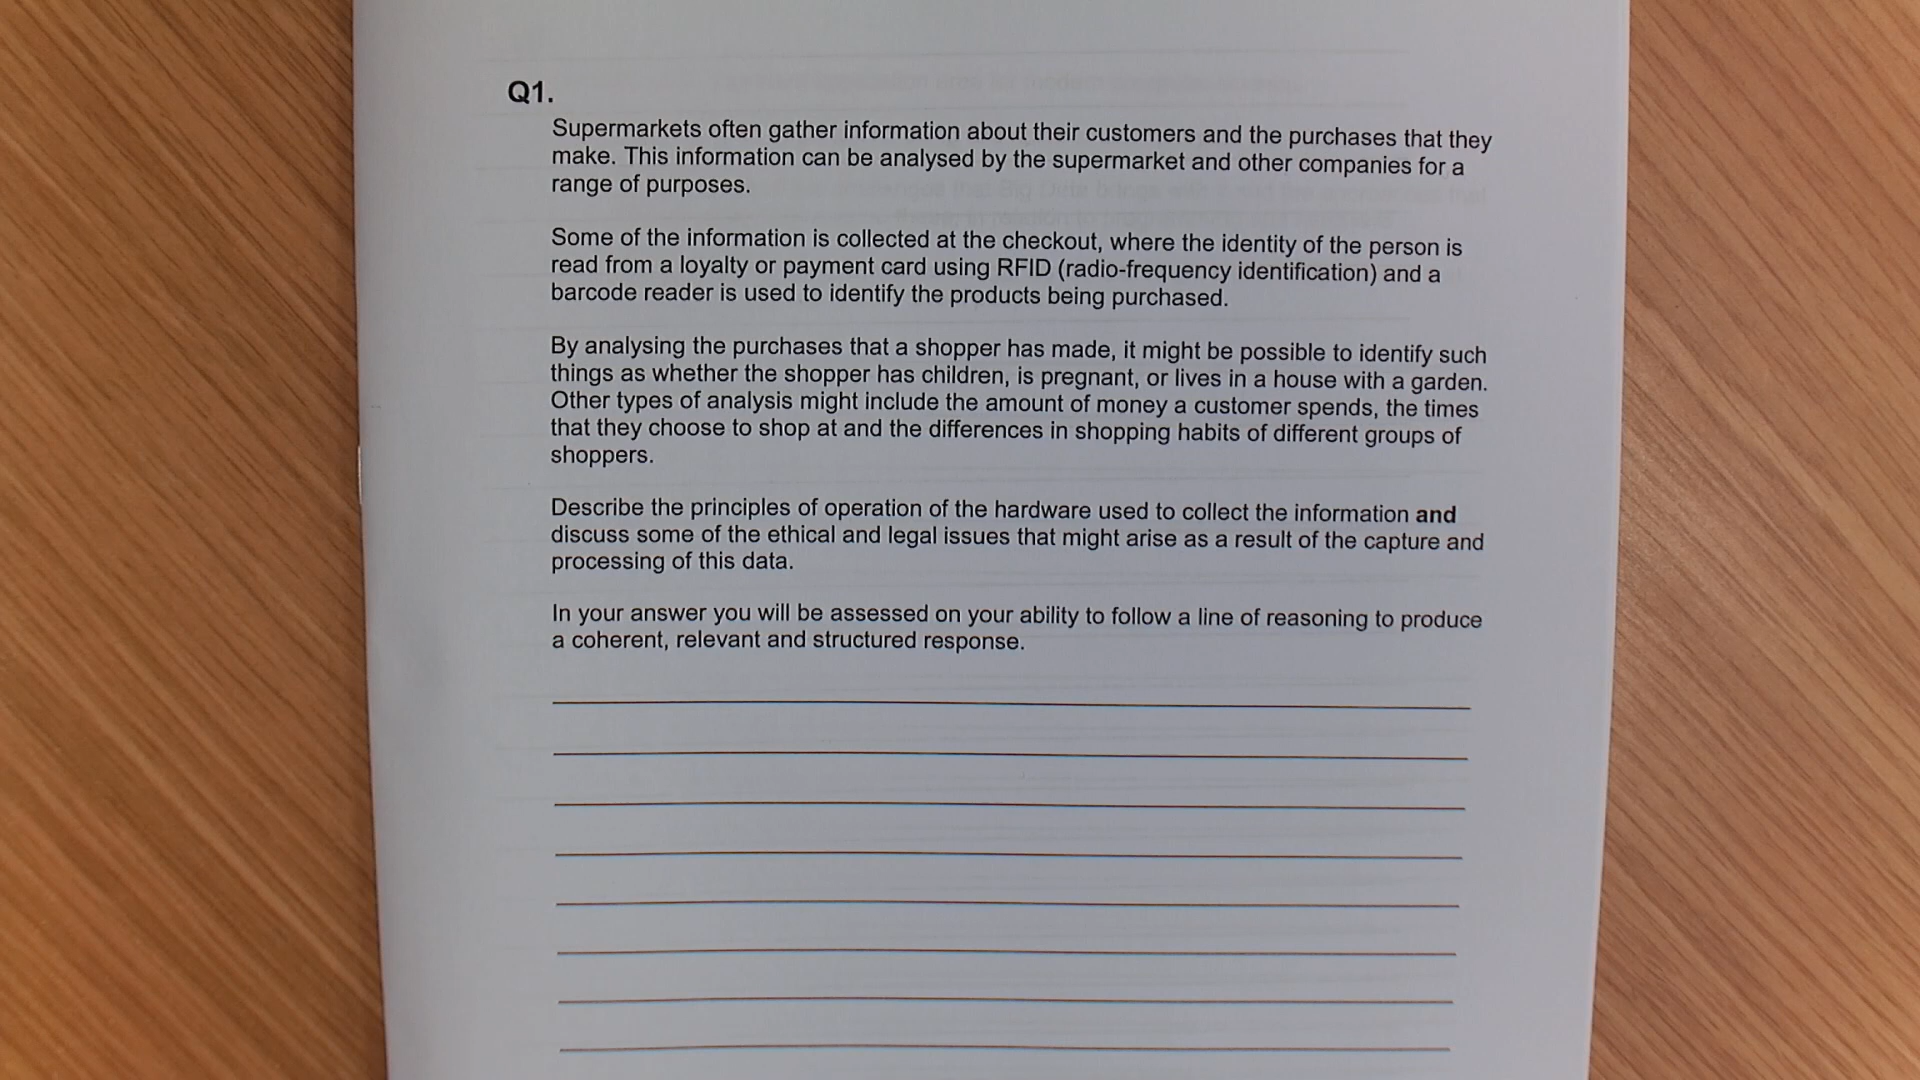 Q1.
Supermarkets often gather information about their customers and the purchases that they
make. This information can be analysed by the supermarket and other companies for a
range of purposes.
Some of the information is collected at the checkout, where the identity of the person is
read from a loyalty or payment card using RFID (radio-frequency identification) and a
barcode reader is used to identify the products being purchased.
By analysing the purchases that a shopper has made, it might be possible to identify such
things as whether the shopper has children, is pregnant, or lives in a house with a garden.
Other types of analysis might include the amount of money a customer spends, the times
that they choose to shop at and the differences in shopping habits of different groups of
shoppers.
Describe the principles of operation of the hardware used to collect the information and
discuss some of the ethical and legal issues that might arise as a result of the capture and
processing of this data.
In your answer you will be assessed on your ability to follow a line of reasoning to produce
a coherent, relevant and structured response.